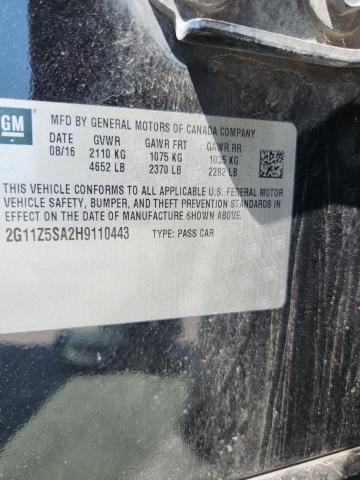 GM
MFD BY GENERAL MOTORS OF CANADA COMPANY
DATE GVWR GAWR FRT GAWR RR
08/16 2110 KG 1075 KG 1035 KG
4652 LB 2370 LB 2282 LB
THIS VEHICLE CONFORMS TO ALL APPLICABLE U.S. FEDERAL MOTOR
VEHICLE SAFETY, BUMPER, AND THEFT PREVENTION STANDARDS
IN EFFECT ON THE DATE OF MANUFACTURE SHOWN ABOVE.
2G11Z5SA2H9110443 TYPE: PASS CAR